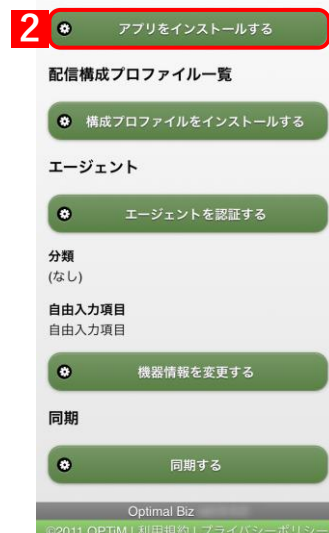 2
アプリをインストールする
配信構成プロファイル一覧
構成プロファイルをインストールする
エージェント
エージェントを認証する
分類
(なし)
自由入力項目
自由入力項目
機器情報を変更する
同期
同期する
Optimal Biz
©2011 OPTiM | 利用規約 | プライバシーポリシー